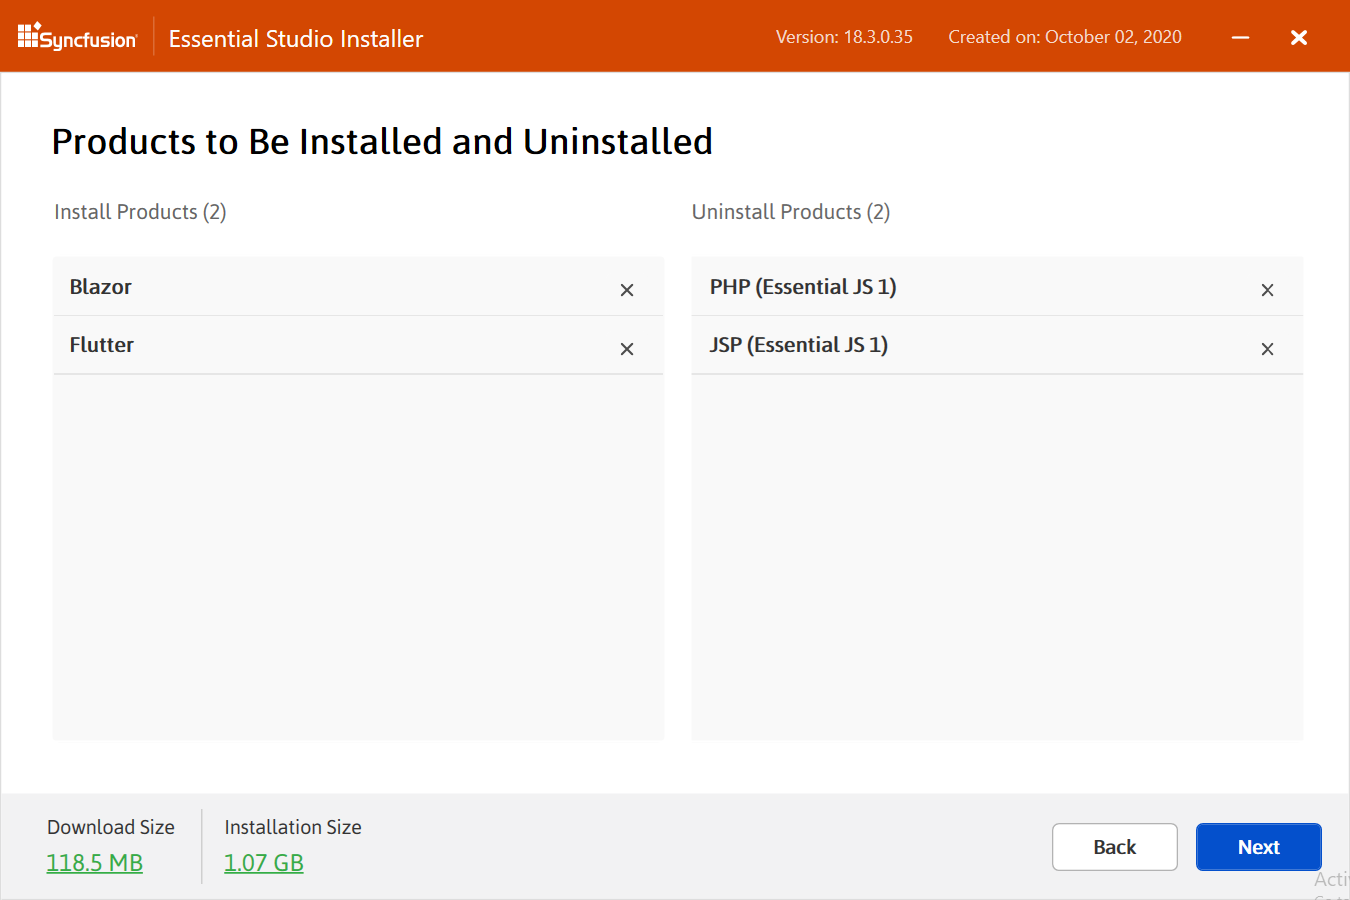 Syncfusion
Essential Studio Installer
Version: 18.3.0.35
Created on: October 02, 2020
Products to Be Installed and Uninstalled
Install Products (2)
Uninstall Products (2)
Blazor
Flutter
PHP (Essential JS 1)
JSP (Essential JS 1)
Download Size
118.5 MB
Installation Size
1.07 GB
Back
Next